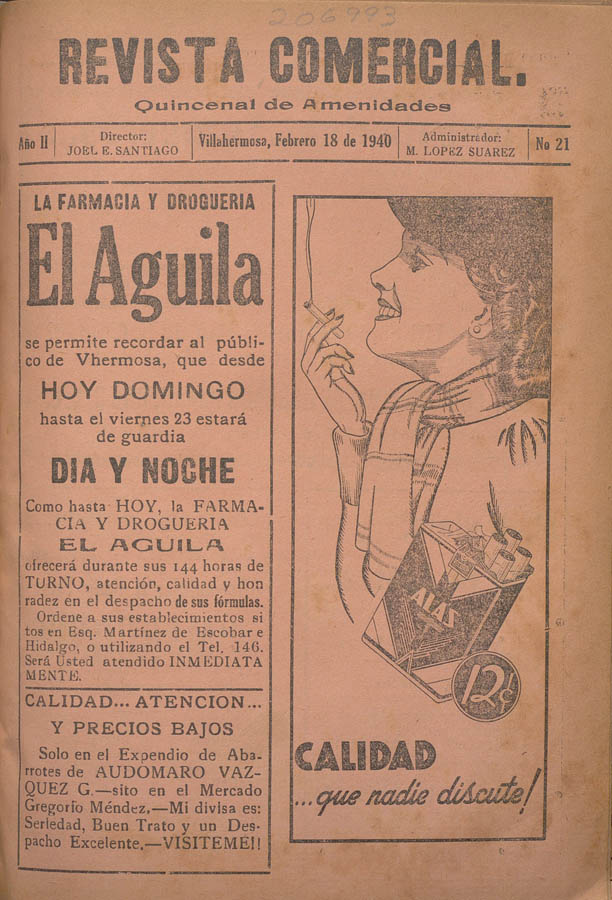 206993
REVISTA COMERCIAL.
Quincenal de Amenidades
Año II
Director:
JOEL E. SANTIAGO
Villahermosa, Febrero 18 de 1940
Administrador:
M. LOPEZ SUAREZ
No 21
LA FARMACIA Y DROGUERIA
El Aguila
se permite recordar al públi-
co de Vhermosa, que desde
HOY DOMINGO
hasta el viernes 23 estará
de guardia
DIA Y NOCHE
Como hasta HOY, la FARMA-
CIA Y DROGUERIA
EL AGUILA
ofrecerá durante sus 144 horas de
TURNO, atención, calidad y hon
radez en el despacho de sus fórmulas.
Ordene a sus establecimientos si
tos en Esq. Martínez de Escobar e
Hidalgo, o utilizando el Tel. 146.
Será Usted atendido INMEDIATA
MENTE.
CALIDAD... ATENCION...
Y PRECIOS BAJOS
Solo en el Expendio de Aba-
rrotes de AUDOMARO VAZ-
QUEZ G.—sito en el Mercado
Gregorio Méndez.—Mi divisa es:
Seriedad, Buen Trato y un Des-
pacho Excelente.—VISITEME!!
ALAS
12¢
CALIDAD
...que nadie discute!